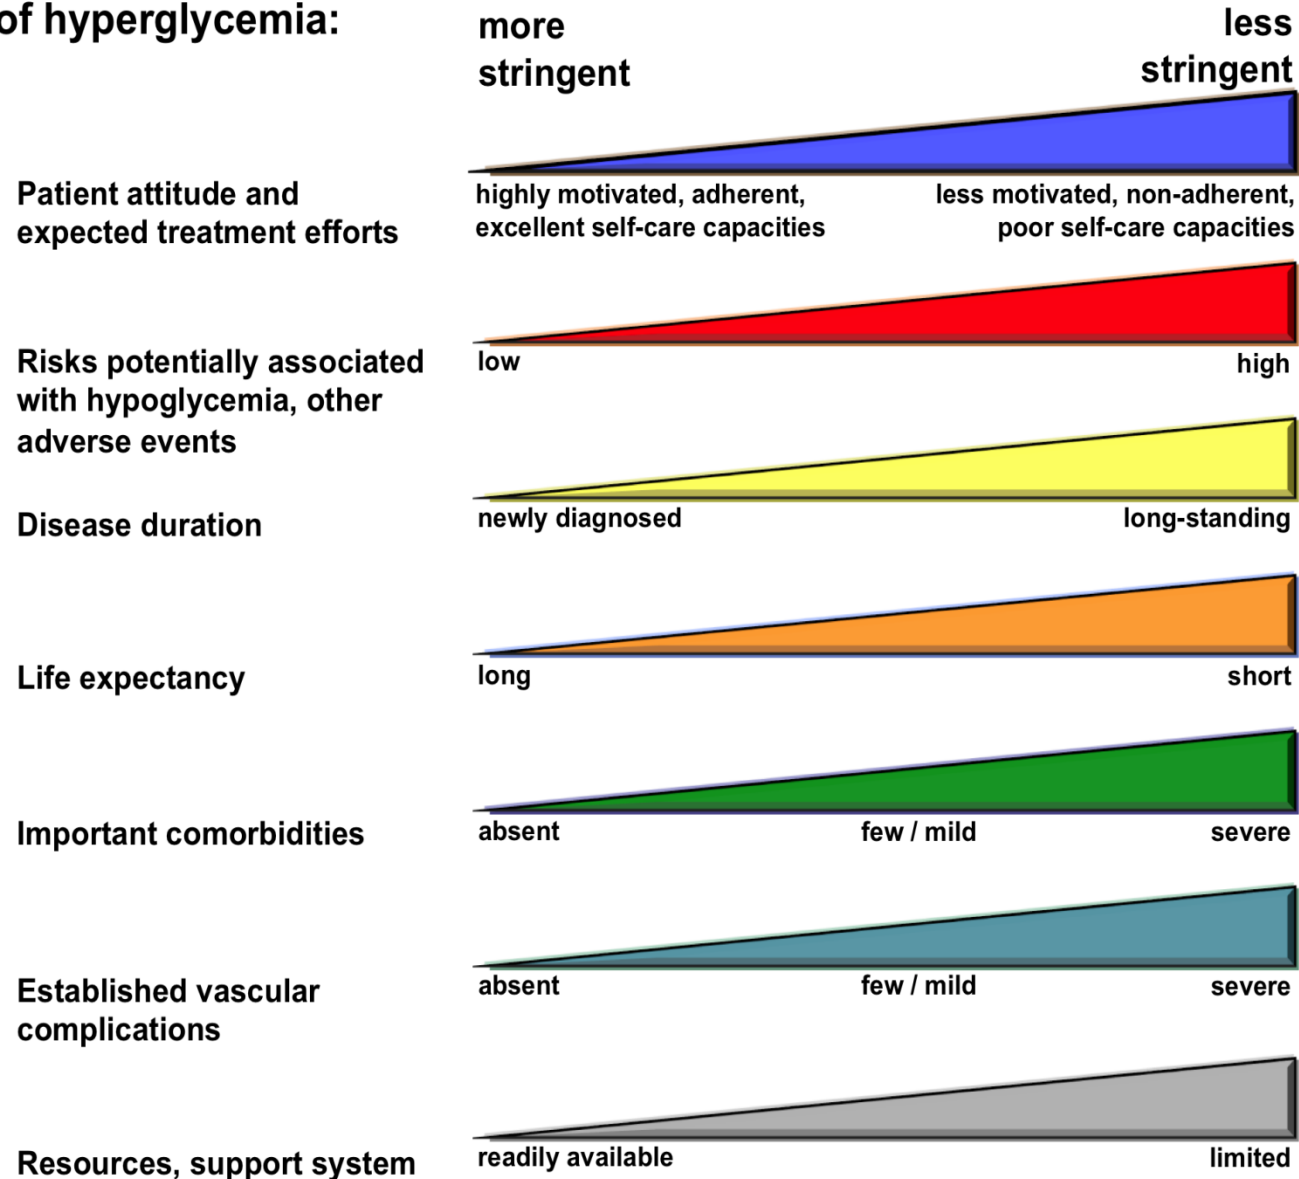 of hyperglycemia:
more
stringent
less
stringent
Patient attitude and
expected treatment efforts
highly motivated, adherent,
excellent self-care capacities
less motivated, non-adherent,
poor self-care capacities
Risks potentially associated
with hypoglycemia, other
adverse events
low
high
Disease duration
newly diagnosed
long-standing
Life expectancy
long
short
Important comorbidities
absent
few / mild
severe
Established vascular
complications
absent
few / mild
severe
Resources, support system
readily available
limited